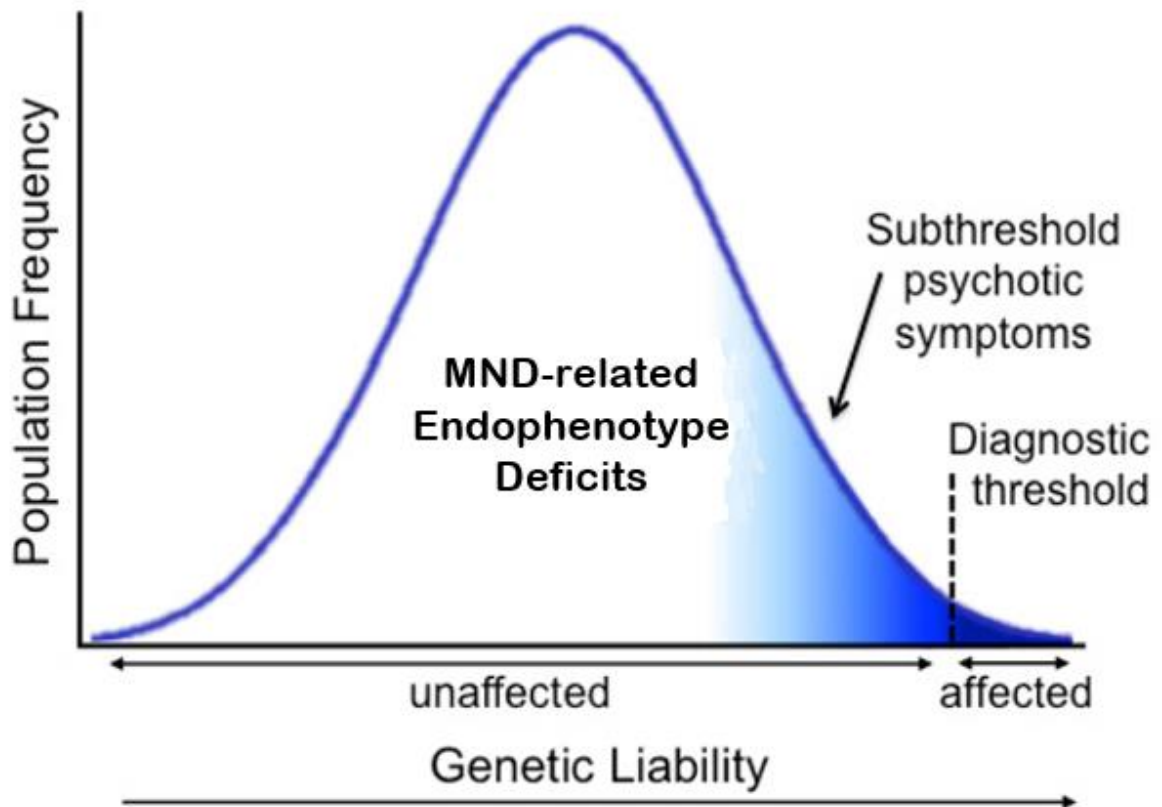 Population Frequency
Subthreshold
psychotic
symptoms
MND-related
Endophenotype
Deficits
Diagnostic
threshold
unaffected
affected
Genetic Liability